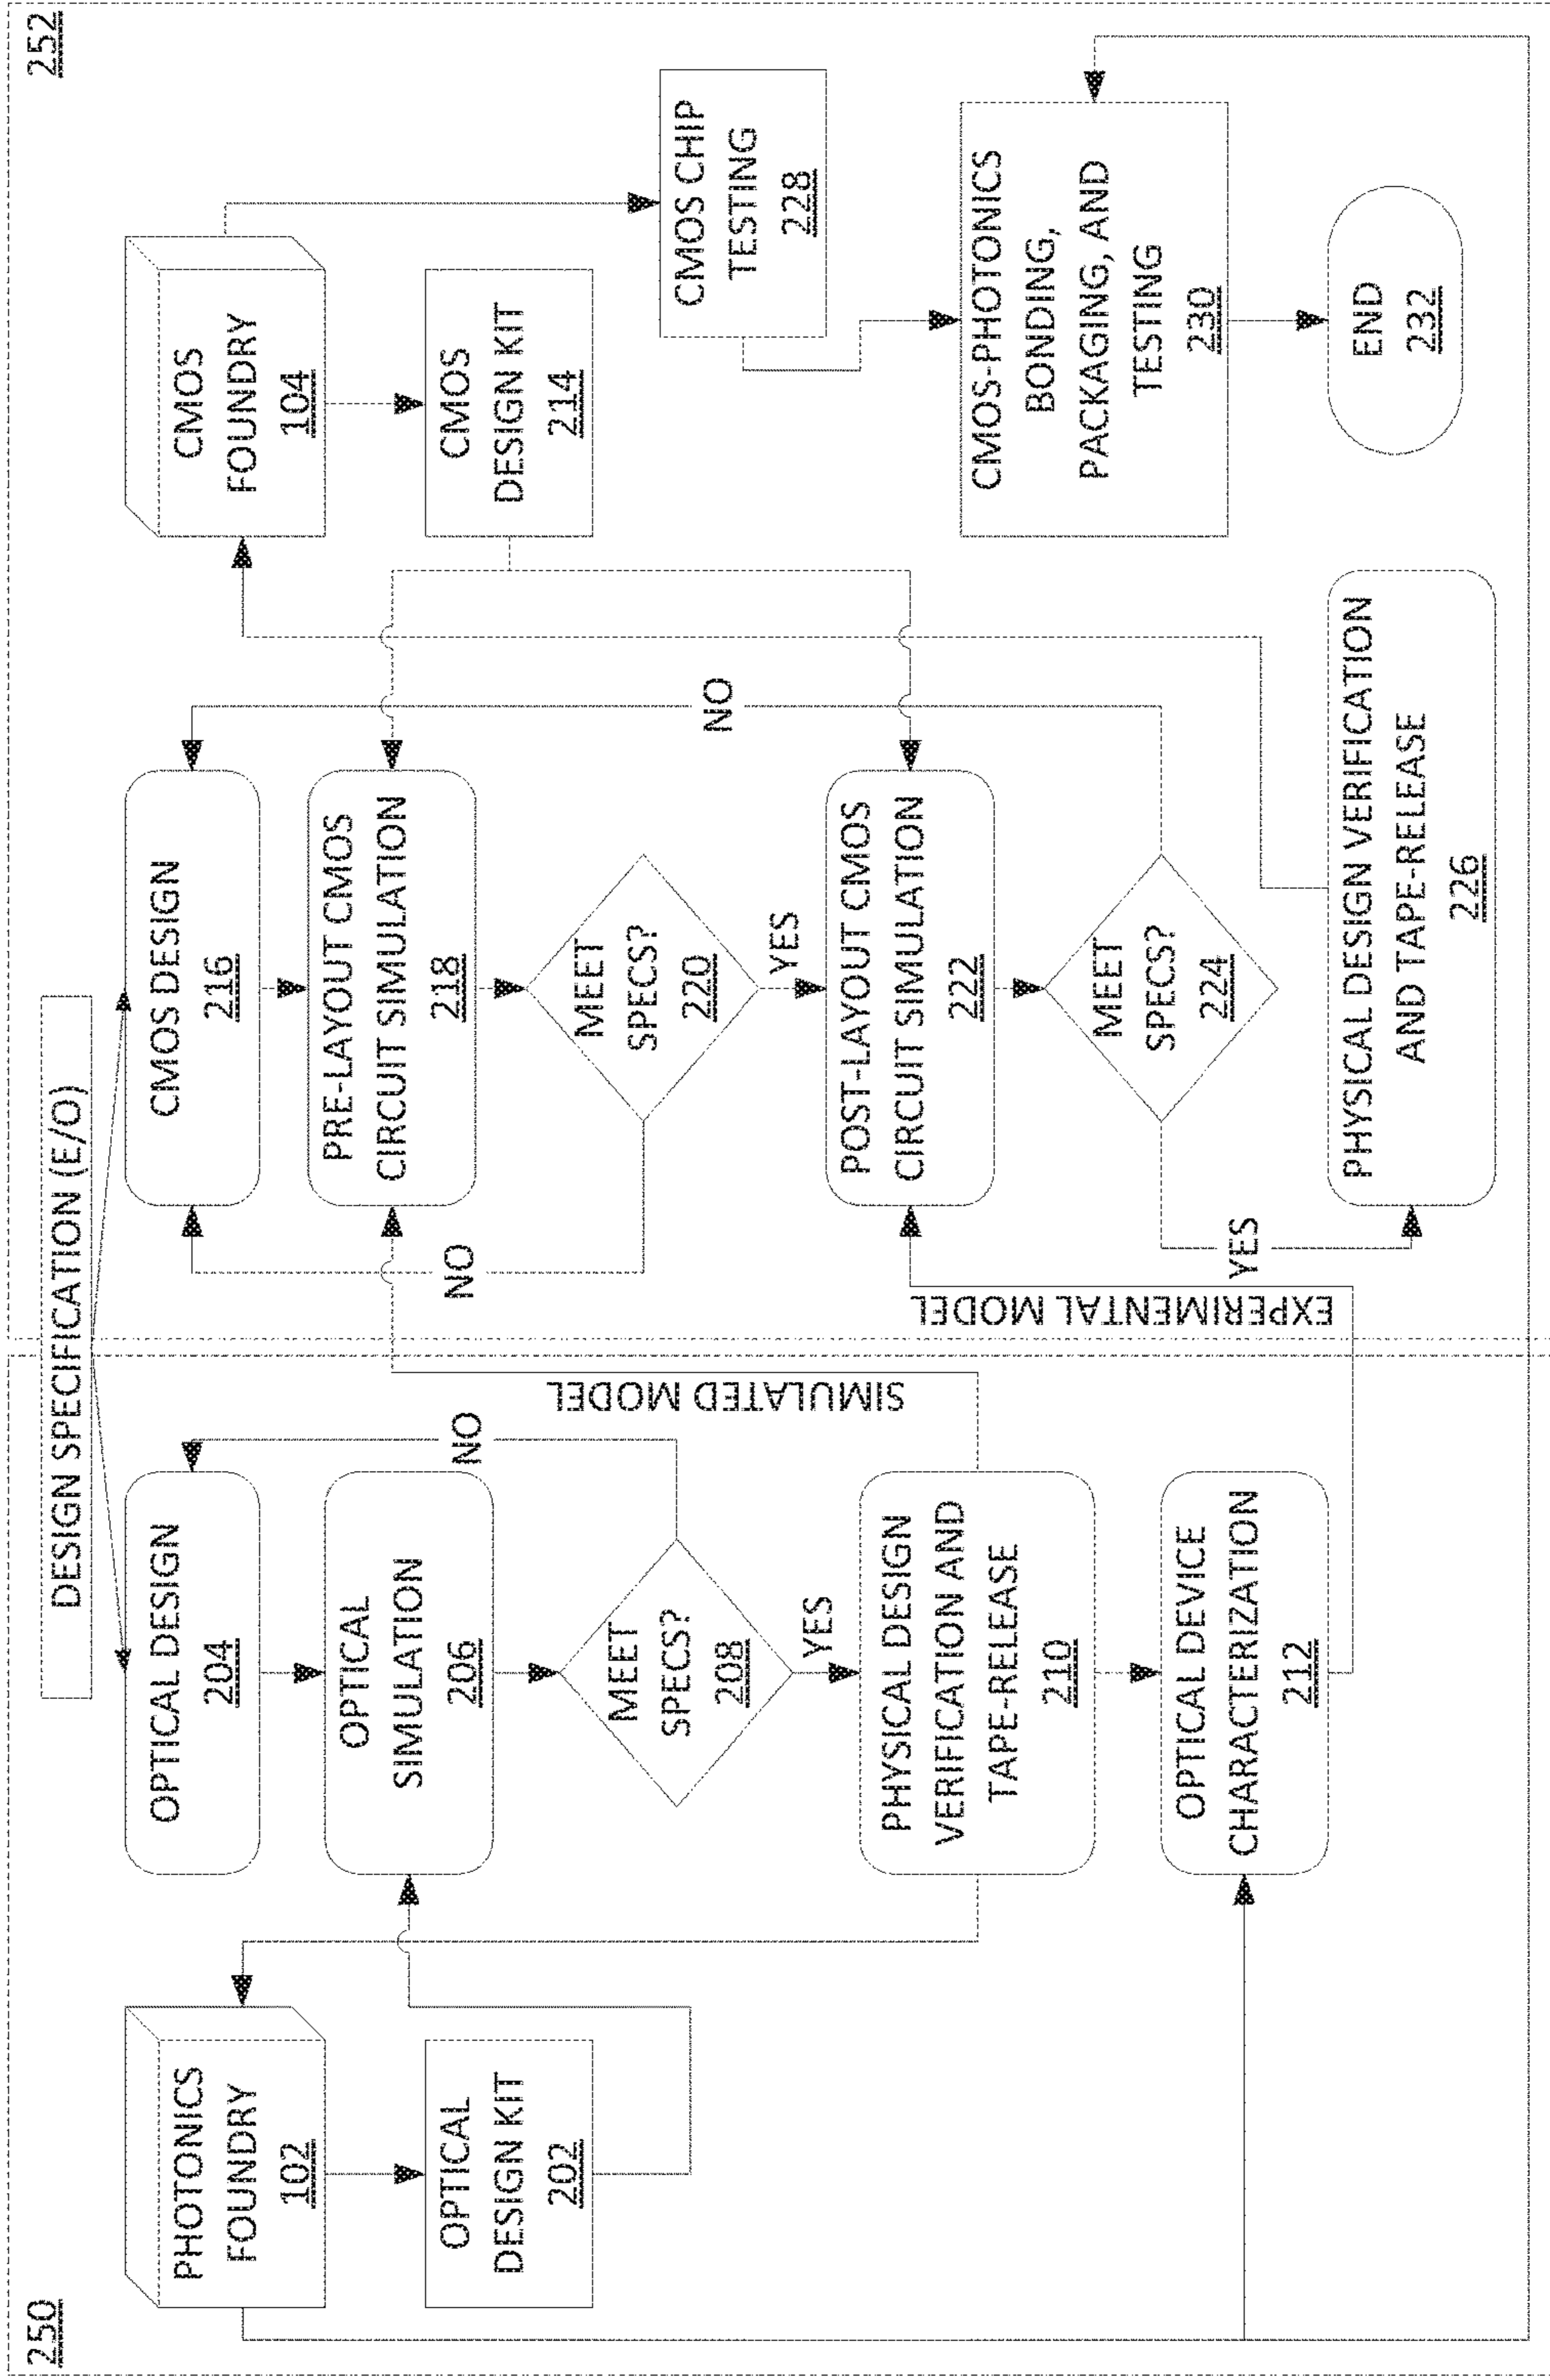 250
252
DESIGN SPECIFICATION (E/O)
PHOTONICS
FOUNDRY
102
OPTICAL
DESIGN KIT
202
OPTICAL DESIGN
204
OPTICAL
SIMULATION
206
MEET
SPECS?
208
NO
YES
PHYSICAL DESIGN
VERIFICATION AND
TAPE-RELEASE
210
OPTICAL DEVICE
CHARACTERIZATION
212
SIMULATED MODEL
EXPERIMENTAL MODEL
CMOS DESIGN
216
PRE-LAYOUT CMOS
CIRCUIT SIMULATION
218
MEET
SPECS?
220
NO
YES
POST-LAYOUT CMOS
CIRCUIT SIMULATION
222
MEET
SPECS?
224
NO
YES
PHYSICAL DESIGN VERIFICATION
AND TAPE-RELEASE
226
CMOS
FOUNDRY
104
CMOS
DESIGN KIT
214
CMOS CHIP
TESTING
228
CMOS-PHOTONICS
BONDING,
PACKAGING, AND
TESTING
230
END
232